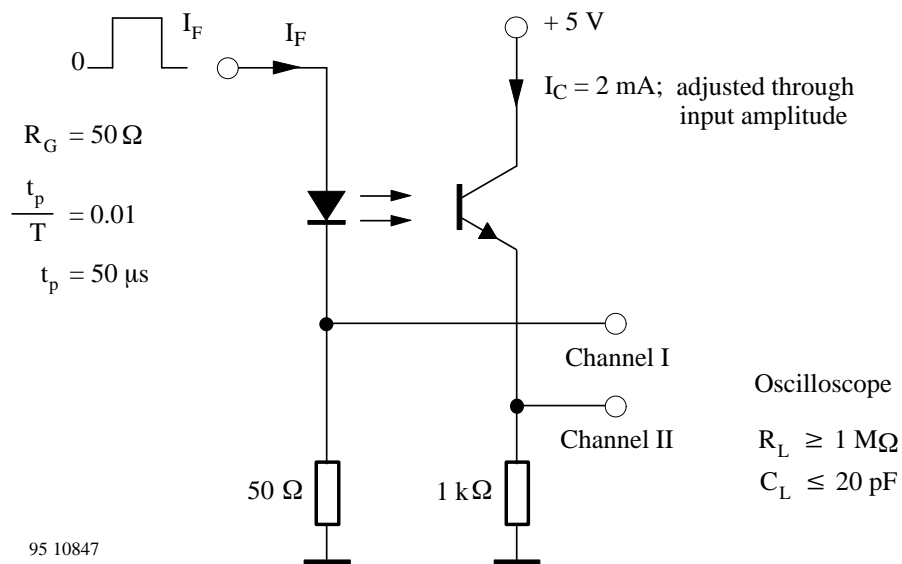 I_F
I_F
+ 5 V
0
I_C = 2 mA; adjusted through
input amplitude
R_G = 50 Ω
t_p
T
= 0.01
t_p = 50 µs
Channel I
Oscilloscope
Channel II
R_L ≥ 1 MΩ
C_L ≤ 20 pF
50 Ω
1 kΩ
95 10847